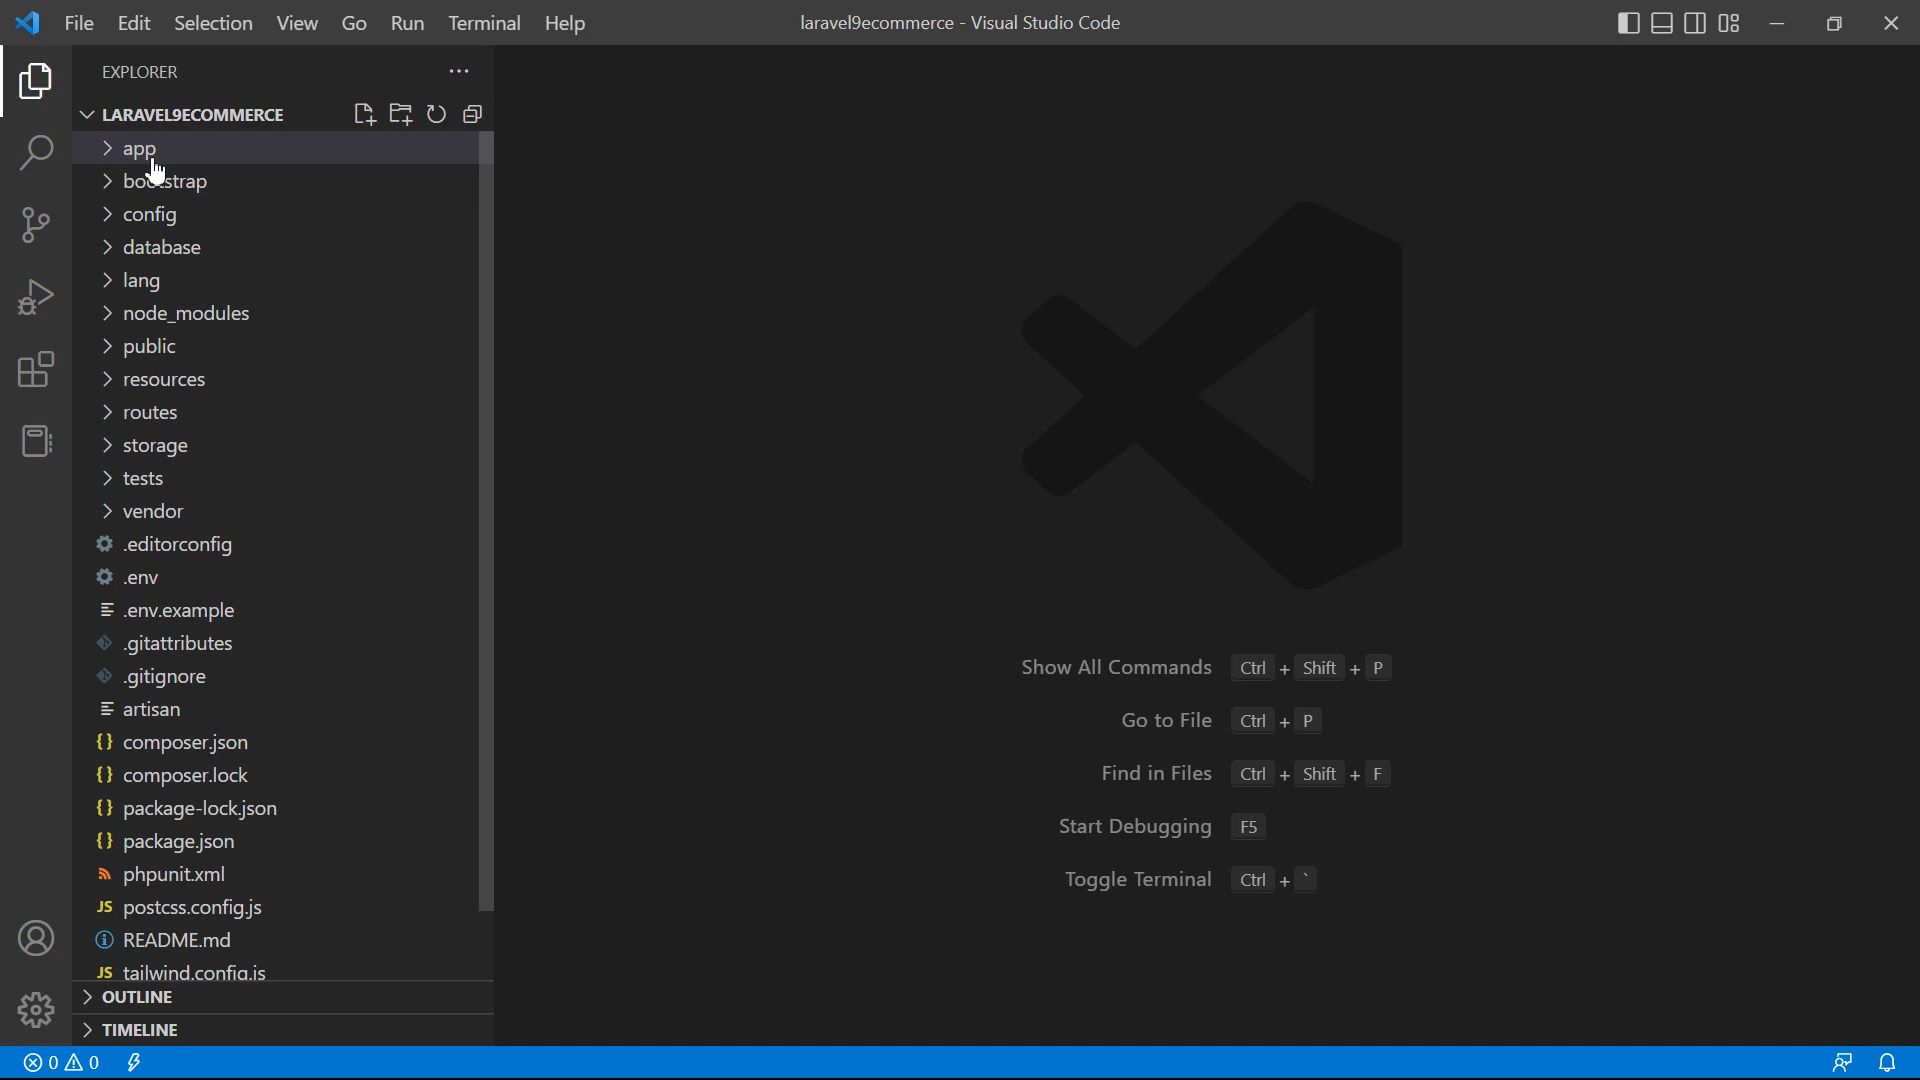 File Edit Selection View Go Run Terminal Help
laravel9ecommerce - Visual Studio Code
EXPLORER
LARAVEL9ECOMMERCE
app
bootstrap
config
database
lang
node_modules
public
resources
routes
storage
tests
vendor
.editorconfig
.env
.env.example
.gitattributes
.gitignore
artisan
{} composer.json
{} composer.lock
{} package-lock.json
{} package.json
phpunit.xml
JS postcss.config.js
README.md
JS tailwind.config.js
OUTLINE
TIMELINE
Show All Commands Ctrl + Shift + P
Go to File Ctrl + P
Find in Files Ctrl + Shift + F
Start Debugging F5
Toggle Terminal Ctrl + `
0 0